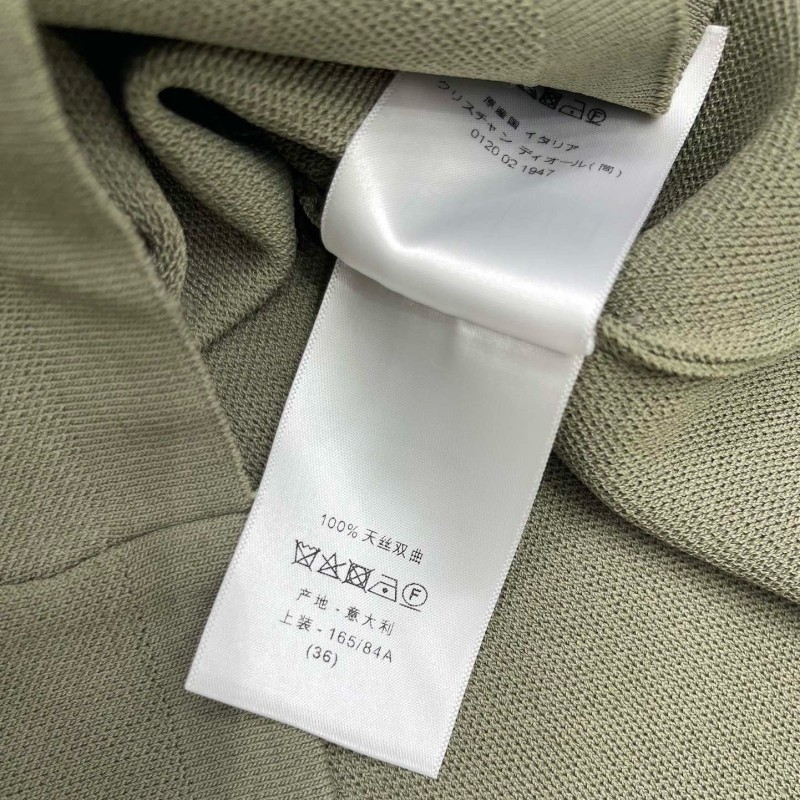 原産国 イタリア
クリスチャン ディオール(同)
0120 02 1947
100% 天丝双曲
F
产地 - 意大利
上装 - 165/84A
(36)